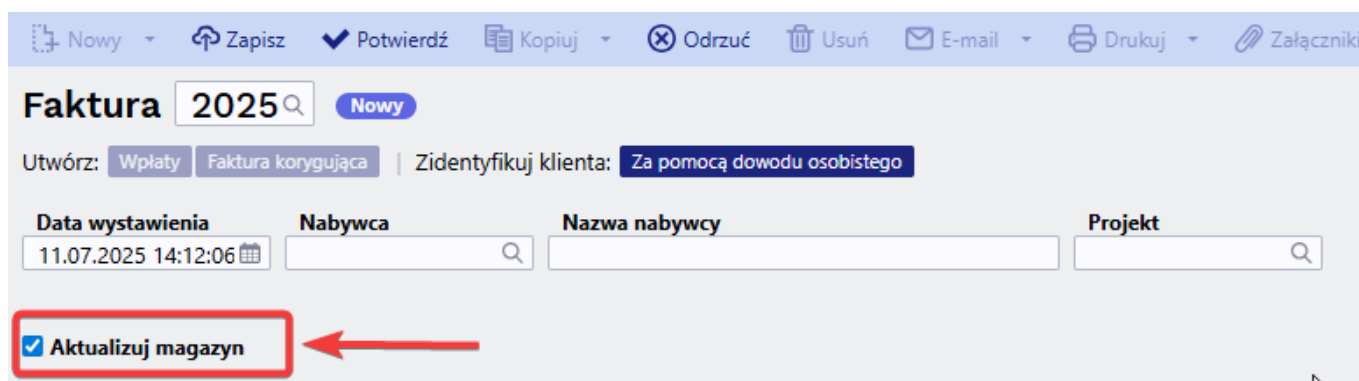 Nowy Zapisz Potwierdź Kopiuj Odrzuć Usuń E-mail Drukuj Załączniki
Faktura 2025 Nowy
Utwórz: Wpłaty Faktura korygująca | Zidentyfikuj klienta: Za pomocą dowodu osobistego
Data wystawienia Nabywca Nazwa nabywcy Projekt
11.07.2025 14:12:06
Aktualizuj magazyn